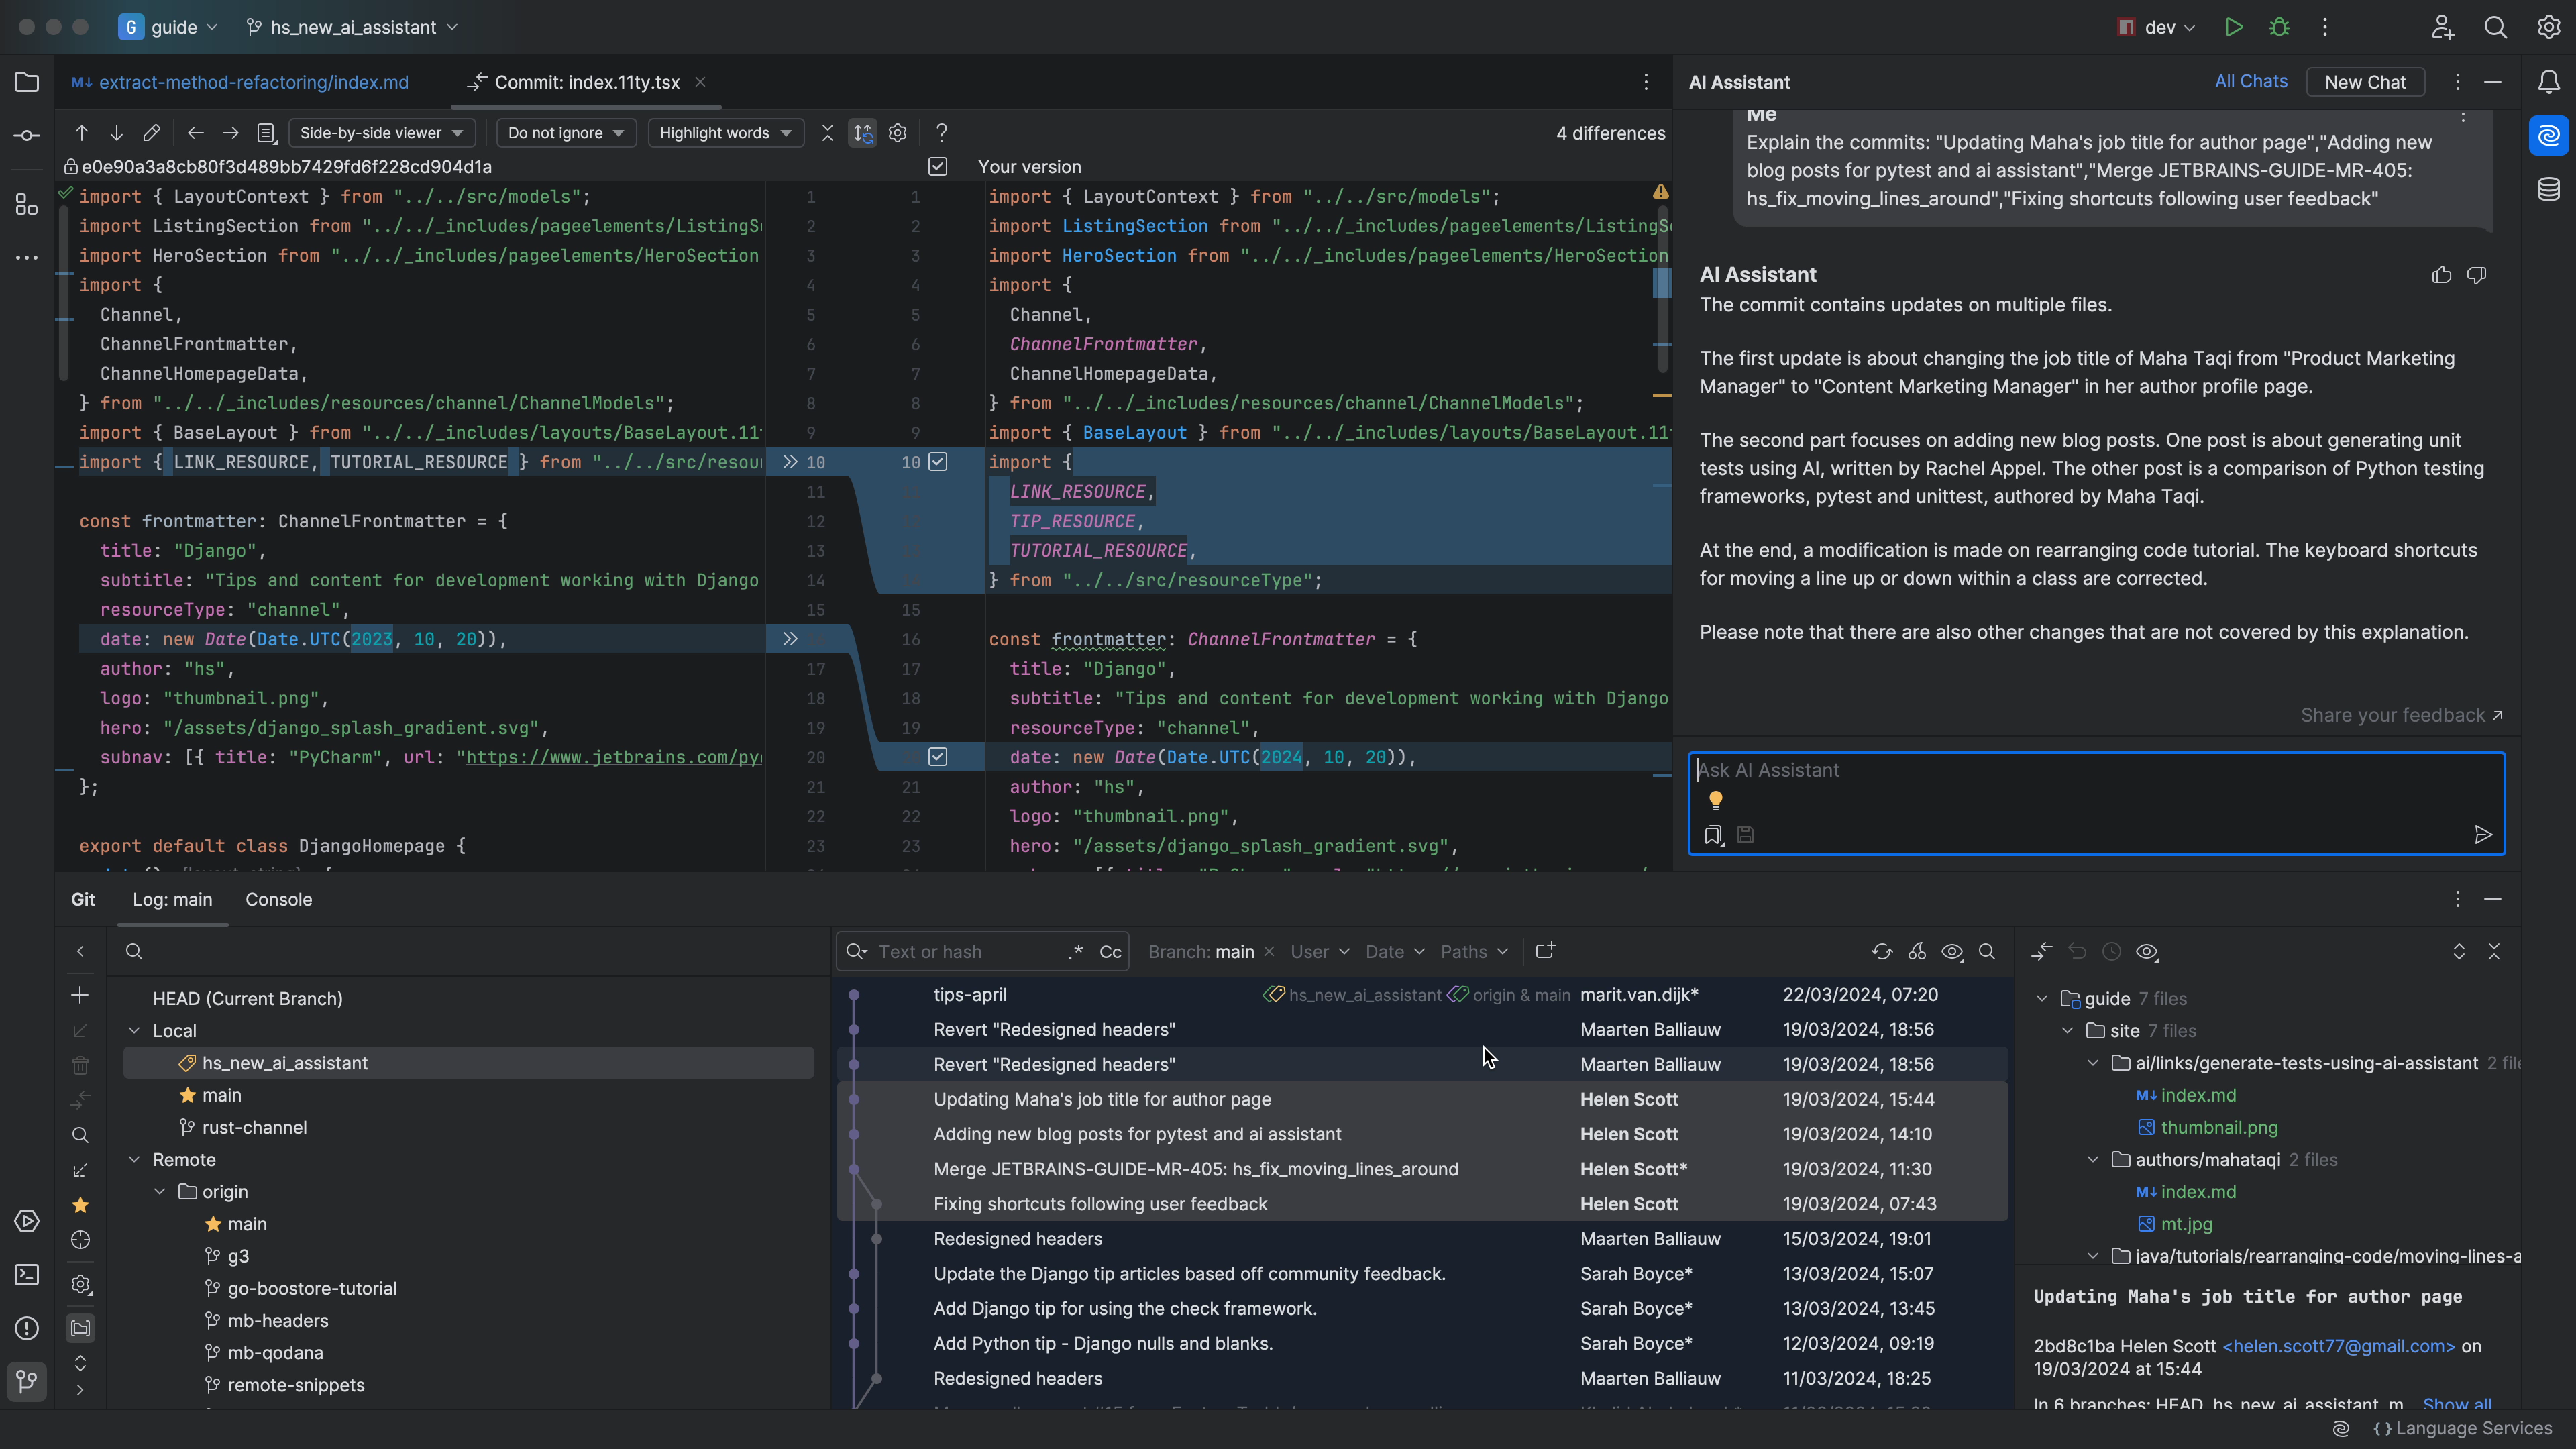 G guide hs_new_ai_assistant dev
M↓ extract-method-refactoring/index.md Commit: index.11ty.tsx
Side-by-side viewer Do not ignore Highlight words ? 4 differences
e0e90a3a8cb80f3d489bb7429fd6f228cd904d1a
import { LayoutContext } from "../../src/models"; 1
import ListingSection from "../../_includes/pageelements/ListingS 2
import HeroSection from "../../_includes/pageelements/HeroSection 3
import { 4
Channel, 5
ChannelFrontmatter, 6
ChannelHomepageData, 7
} from "../../_includes/resources/channel/ChannelModels"; 8
import { BaseLayout } from "../../_includes/layouts/BaseLayout.11 9
import { LINK_RESOURCE, TUTORIAL_RESOURCE } from "../../src/resou 10
11
const frontmatter: ChannelFrontmatter = { 12
title: "Django", 13
subtitle: "Tips and content for development working with Django 14
resourceType: "channel", 15
date: new Date(Date.UTC(2023, 10, 20)),
author: "hs", 17
logo: "thumbnail.png", 18
hero: "/assets/django_splash_gradient.svg", 19
subnav: [{ title: "PyCharm", url: "https://www.jetbrains.com/py 20
}; 21
22
export default class DjangoHomepage { 23
Your version
1 import { LayoutContext } from "../../src/models";
2 import ListingSection from "../../_includes/pageelements/ListingS
3 import HeroSection from "../../_includes/pageelements/HeroSection
4 import {
5 Channel,
6 ChannelFrontmatter,
7 ChannelHomepageData,
8 } from "../../_includes/resources/channel/ChannelModels";
9 import { BaseLayout } from "../../_includes/layouts/BaseLayout.11
10 import {
LINK_RESOURCE,
TIP_RESOURCE,
TUTORIAL_RESOURCE,
} from "../../src/resourceType";
15
16 const frontmatter: ChannelFrontmatter = {
17 title: "Django",
18 subtitle: "Tips and content for development working with Django
19 resourceType: "channel",
date: new Date(Date.UTC(2024, 10, 20)),
21 author: "hs",
22 logo: "thumbnail.png",
23 hero: "/assets/django_splash_gradient.svg",
AI Assistant All Chats New Chat
Me
Explain the commits: "Updating Maha's job title for author page","Adding new
blog posts for pytest and ai assistant","Merge JETBRAINS-GUIDE-MR-405:
hs_fix_moving_lines_around","Fixing shortcuts following user feedback"
AI Assistant
The commit contains updates on multiple files.
The first update is about changing the job title of Maha Taqi from "Product Marketing
Manager" to "Content Marketing Manager" in her author profile page.
The second part focuses on adding new blog posts. One post is about generating unit
tests using AI, written by Rachel Appel. The other post is a comparison of Python testing
frameworks, pytest and unittest, authored by Maha Taqi.
At the end, a modification is made on rearranging code tutorial. The keyboard shortcuts
for moving a line up or down within a class are corrected.
Please note that there are also other changes that are not covered by this explanation.
Share your feedback ↗
Ask AI Assistant
Git Log: main Console
HEAD (Current Branch)
Local
hs_new_ai_assistant
main
rust-channel
Remote
origin
main
g3
go-boostore-tutorial
mb-headers
mb-qodana
remote-snippets
Text or hash .* Cc Branch: main User Date Paths
tips-april hs_new_ai_assistant origin & main marit.van.dijk* 22/03/2024, 07:20
Revert "Redesigned headers" Maarten Balliauw 19/03/2024, 18:56
Revert "Redesigned headers" Maarten Balliauw 19/03/2024, 18:56
Updating Maha's job title for author page Helen Scott 19/03/2024, 15:44
Adding new blog posts for pytest and ai assistant Helen Scott 19/03/2024, 14:10
Merge JETBRAINS-GUIDE-MR-405: hs_fix_moving_lines_around Helen Scott* 19/03/2024, 11:30
Fixing shortcuts following user feedback Helen Scott 19/03/2024, 07:43
Redesigned headers Maarten Balliauw 15/03/2024, 19:01
Update the Django tip articles based off community feedback. Sarah Boyce* 13/03/2024, 15:07
Add Django tip for using the check framework. Sarah Boyce* 13/03/2024, 13:45
Add Python tip - Django nulls and blanks. Sarah Boyce* 12/03/2024, 09:19
Redesigned headers Maarten Balliauw 11/03/2024, 18:25
guide 7 files
site 7 files
ai/links/generate-tests-using-ai-assistant 2 file
M↓ index.md
thumbnail.png
authors/mahataqi 2 files
M↓ index.md
mt.jpg
java/tutorials/rearranging-code/moving-lines-a
Updating Maha's job title for author page
2bd8c1ba Helen Scott <helen.scott77@gmail.com> on
19/03/2024 at 15:44
In 6 branches: HEAD, hs_new_ai_assistant, m... Show all
{} Language Services